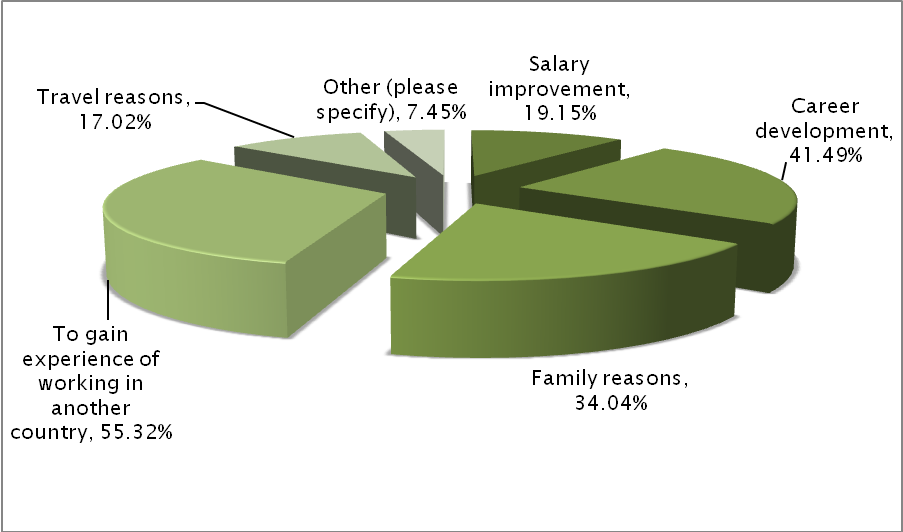 Salary
improvement,
19.15%
Career
development,
41.49%
Family reasons,
34.04%
To gain
experience of
working in
another
country, 55.32%
Travel reasons,
17.02%
Other (please
specify), 7.45%